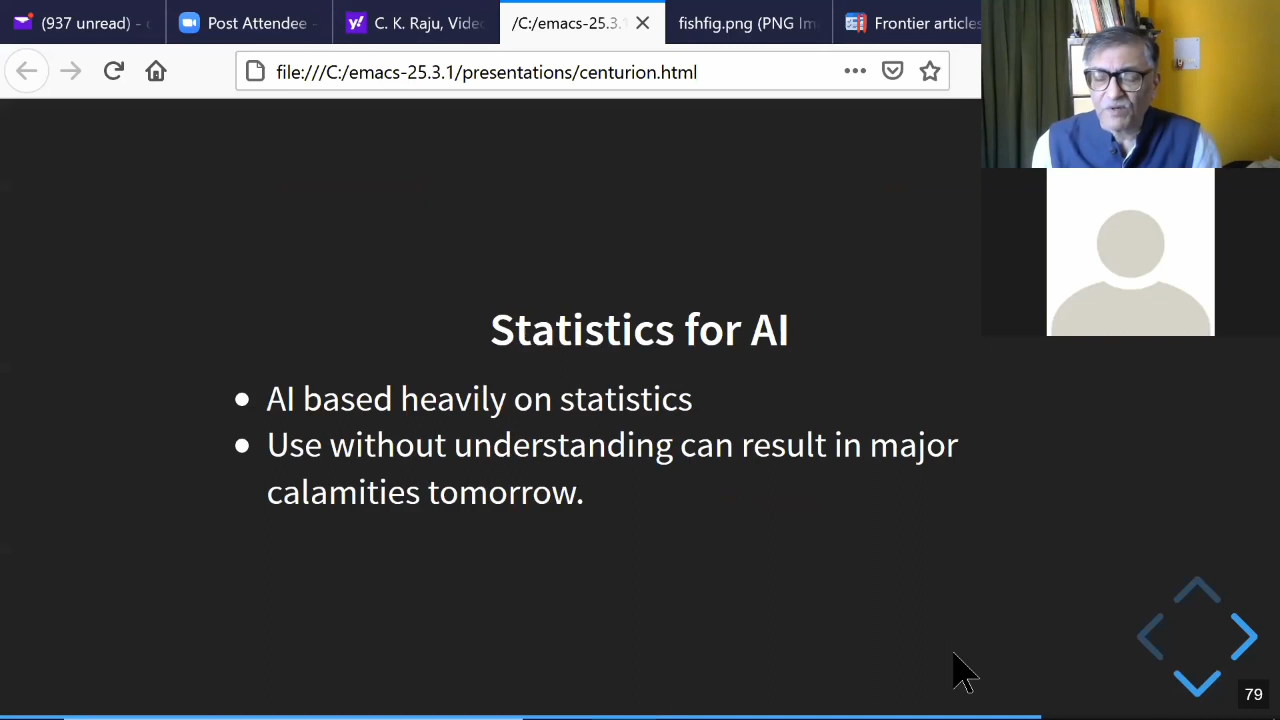 (937 unread) - c
Post Attendee -
C. K. Raju, Video
/C:/emacs-25.3.1
fishfig.png (PNG Im
Frontier articles
file:///C:/emacs-25.3.1/presentations/centurion.html
Statistics for AI
AI based heavily on statistics
Use without understanding can result in major
calamities tomorrow.
79